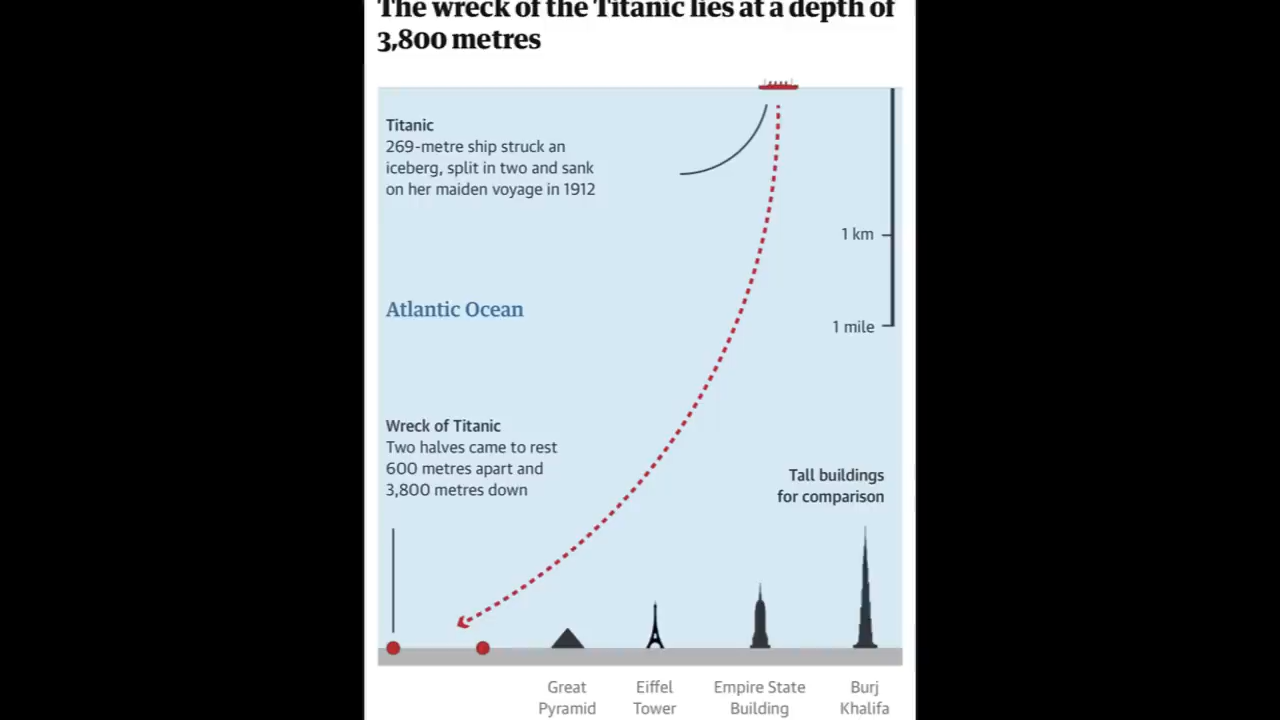 The wreck of the Titanic lies at a depth of
3,800 metres
Titanic
269-metre ship struck an
iceberg, split in two and sank
on her maiden voyage in 1912
1 km
Atlantic Ocean
1 mile
Wreck of Titanic
Two halves came to rest
600 metres apart and
3,800 metres down
Tall buildings
for comparison
Great
Pyramid
Eiffel
Tower
Empire State
Building
Burj
Khalifa